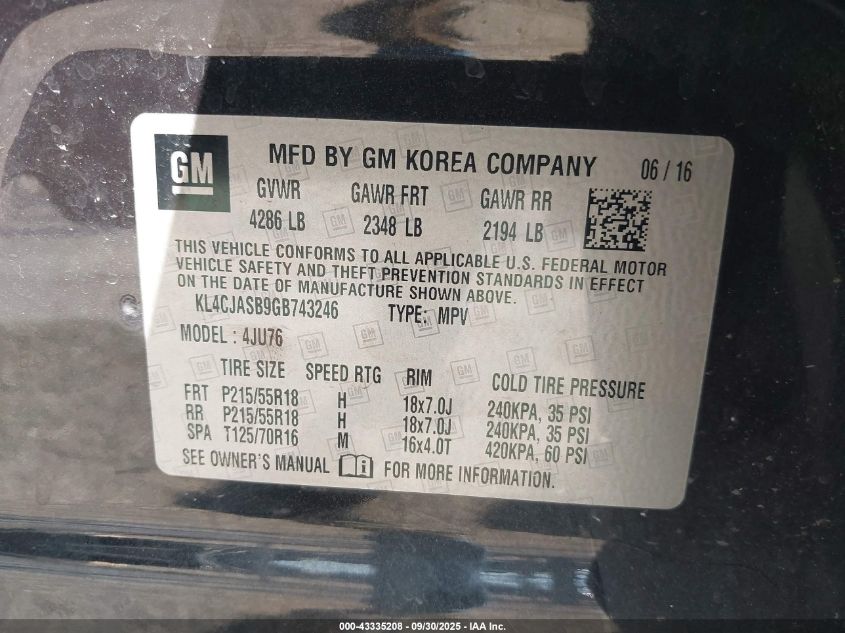 GM MFD BY GM KOREA COMPANY 06 / 16
GVWR GAWR FRT GAWR RR
4286 LB 2348 LB 2194 LB
THIS VEHICLE CONFORMS TO ALL APPLICABLE U.S. FEDERAL MOTOR
VEHICLE SAFETY AND THEFT PREVENTION STANDARDS IN EFFECT
ON THE DATE OF MANUFACTURE SHOWN ABOVE.
KL4CJASB9GB743246 TYPE: MPV
MODEL : 4JU76
TIRE SIZE SPEED RTG RIM COLD TIRE PRESSURE
FRT P215/55R18 H 18x7.0J 240KPA, 35 PSI
RR P215/55R18 H 18x7.0J 240KPA, 35 PSI
SPA T125/70R16 M 16x4.0T 420KPA, 60 PSI
SEE OWNER'S MANUAL FOR MORE INFORMATION.
000-43335208 - 09/30/2025 - IAA Inc.